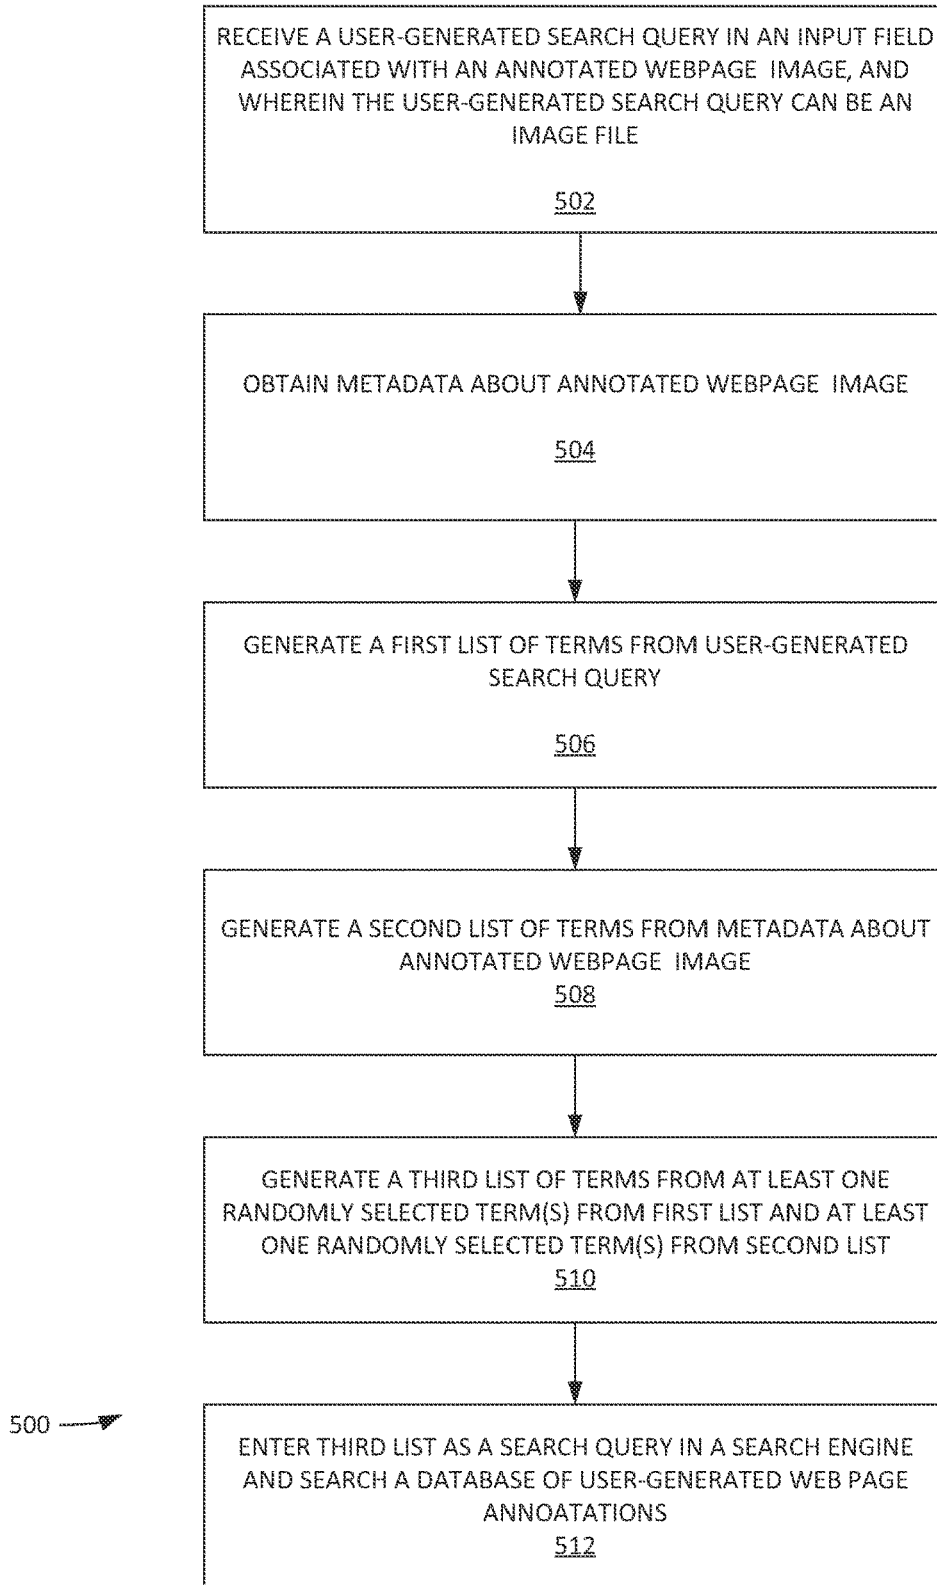 RECEIVE A USER-GENERATED SEARCH QUERY IN AN INPUT FIELD
ASSOCIATED WITH AN ANNOTATED WEBPAGE IMAGE, AND
WHEREIN THE USER-GENERATED SEARCH QUERY CAN BE AN
IMAGE FILE
502
OBTAIN METADATA ABOUT ANNOTATED WEBPAGE IMAGE
504
GENERATE A FIRST LIST OF TERMS FROM USER-GENERATED
SEARCH QUERY
506
GENERATE A SECOND LIST OF TERMS FROM METADATA ABOUT
ANNOTATED WEBPAGE IMAGE
508
GENERATE A THIRD LIST OF TERMS FROM AT LEAST ONE
RANDOMLY SELECTED TERM(S) FROM FIRST LIST AND AT LEAST
ONE RANDOMLY SELECTED TERM(S) FROM SECOND LIST
510
500
ENTER THIRD LIST AS A SEARCH QUERY IN A SEARCH ENGINE
AND SEARCH A DATABASE OF USER-GENERATED WEB PAGE
ANNOATATIONS
512